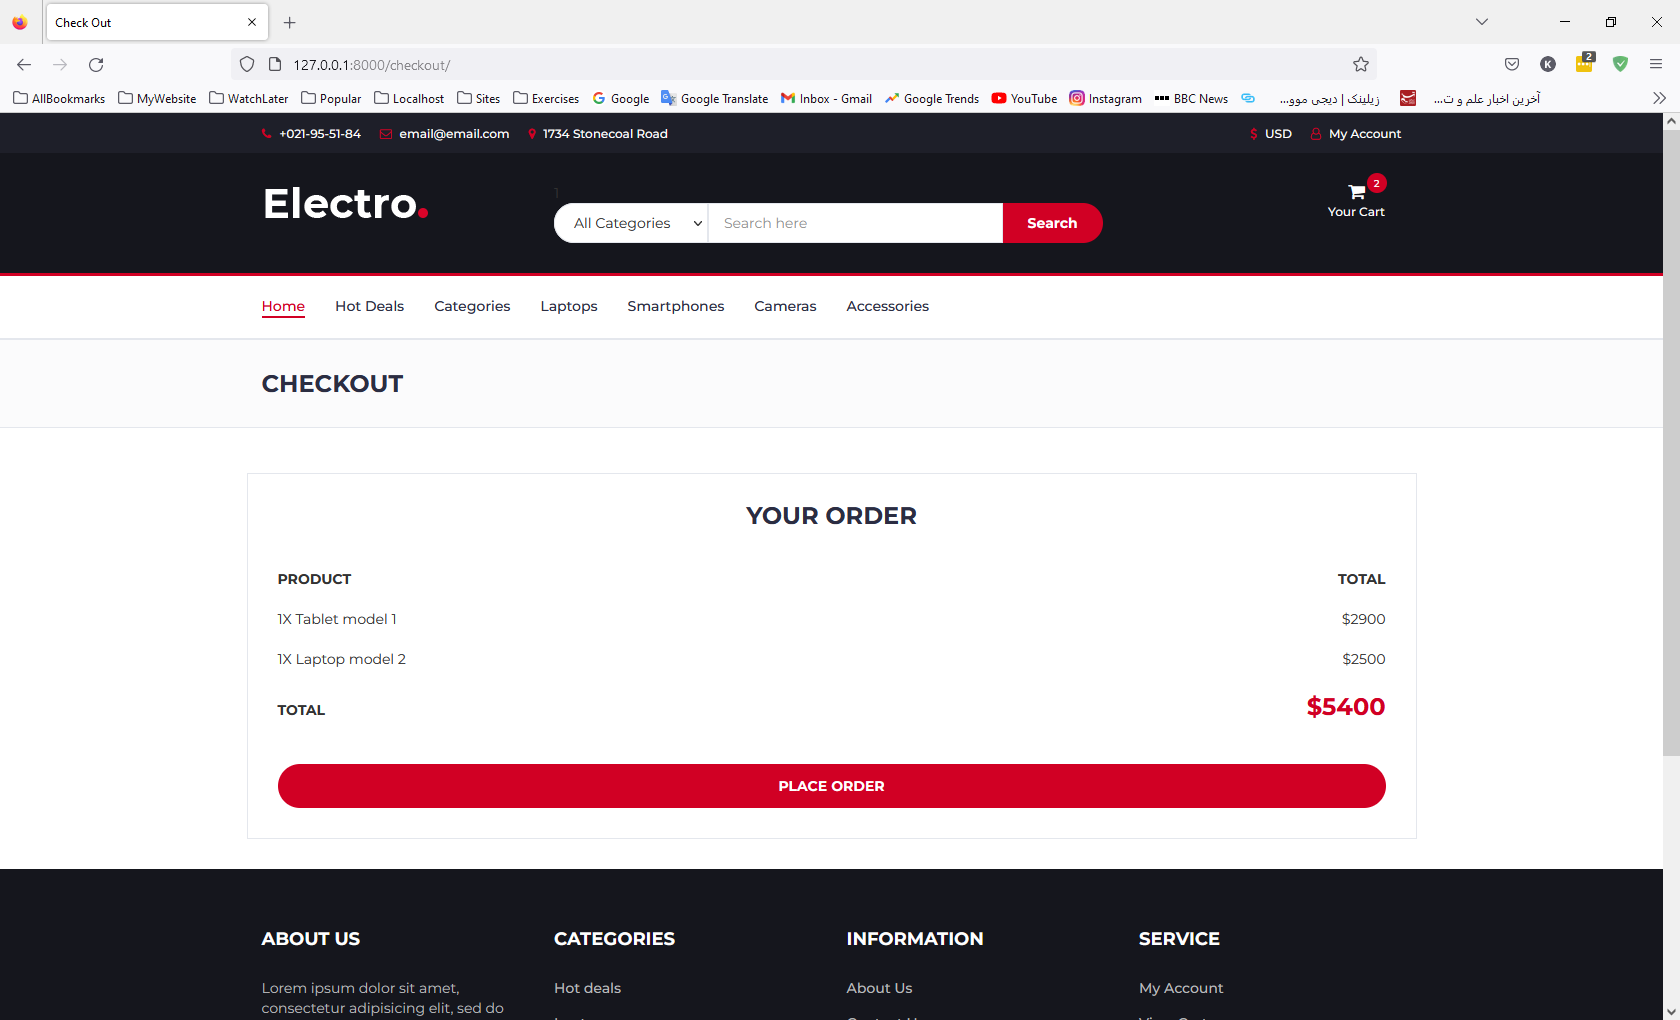 Check Out
127.0.0.1:8000/checkout/
AllBookmarks MyWebsite WatchLater Popular Localhost Sites Exercises Google Google Translate Inbox - Gmail Google Trends YouTube Instagram BBC News زیلینک | دیجی موو... آخرین اخبار علم و ت...
+021-95-51-84 email@email.com 1734 Stonecoal Road $ USD My Account
Electro.
1
All Categories Search here Search
2
Your Cart
Home Hot Deals Categories Laptops Smartphones Cameras Accessories
CHECKOUT
YOUR ORDER
PRODUCT TOTAL
1X Tablet model 1 $2900
1X Laptop model 2 $2500
TOTAL $5400
PLACE ORDER
ABOUT US CATEGORIES INFORMATION SERVICE
Lorem ipsum dolor sit amet, Hot deals About Us My Account
consectetur adipisicing elit, sed do